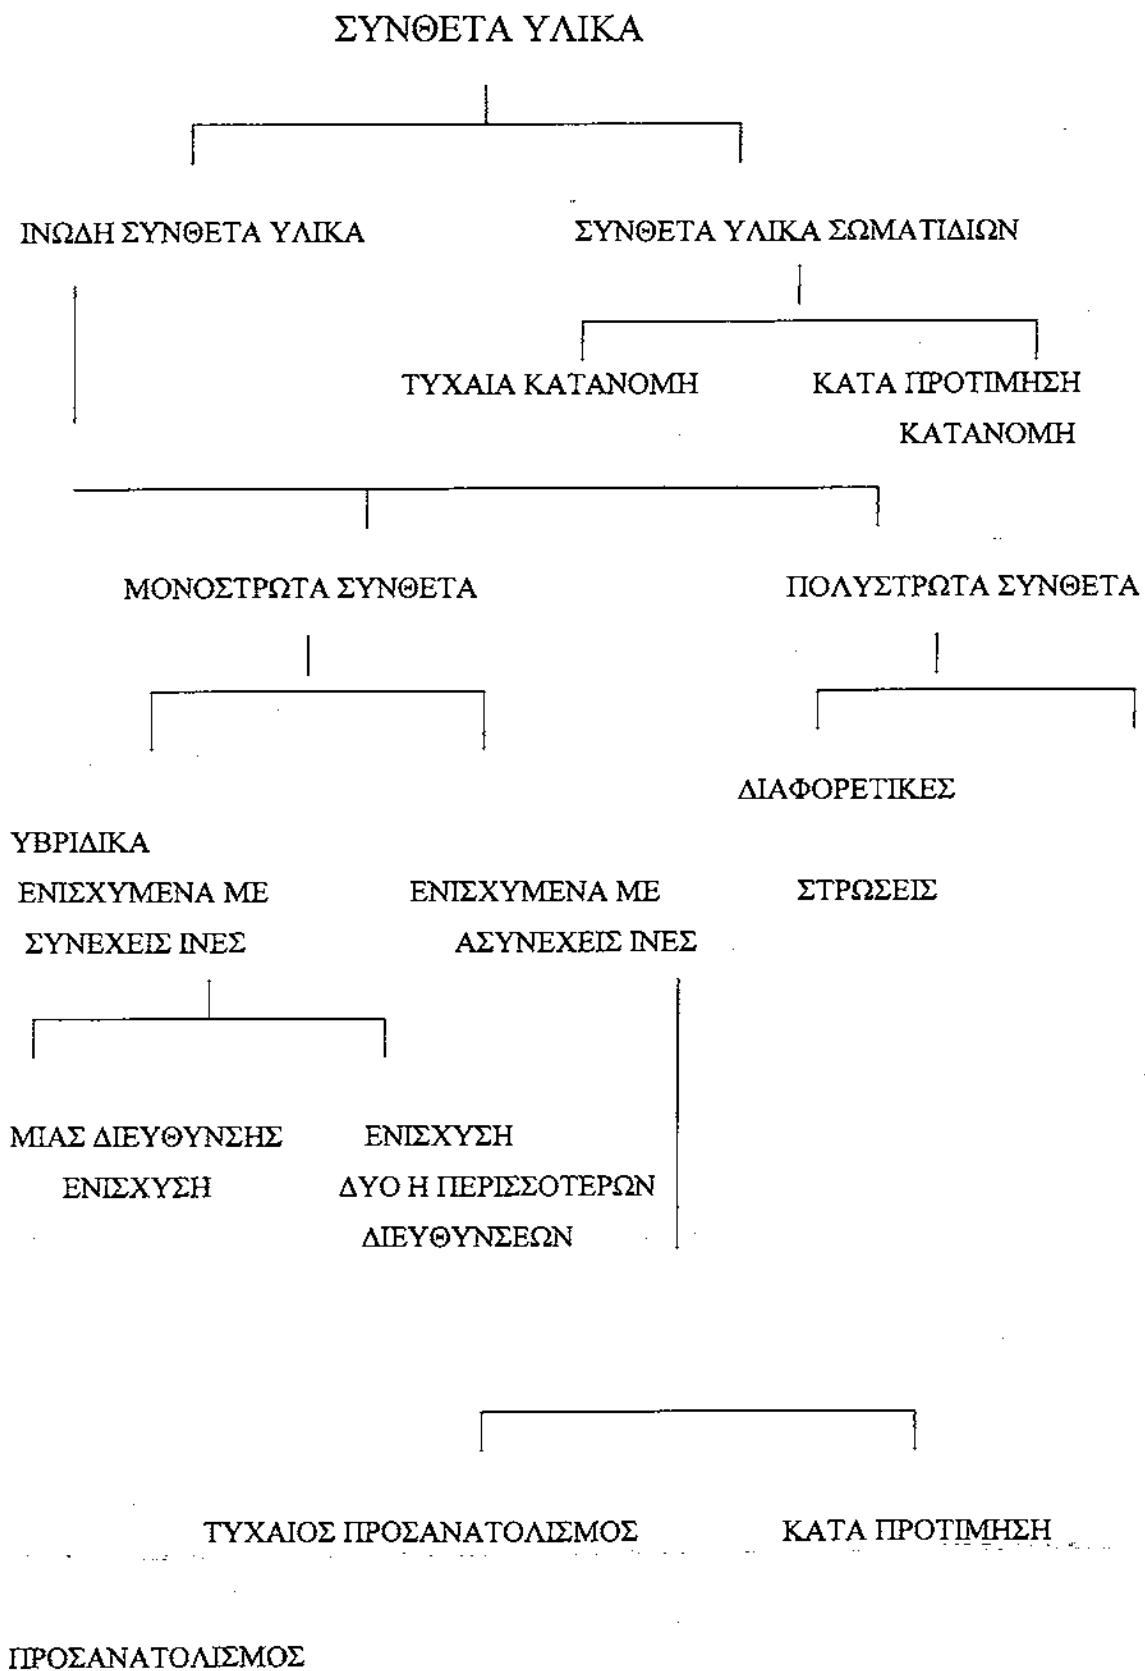 ΣΥΝΘΕΤΑ ΥΛΙΚΑ
ΙΝΩΔΗ ΣΥΝΘΕΤΑ ΥΛΙΚΑ
ΣΥΝΘΕΤΑ ΥΛΙΚΑ ΣΩΜΑΤΙΔΙΩΝ
ΤΥΧΑΙΑ ΚΑΤΑΝΟΜΗ
ΚΑΤΑ ΠΡΟΤΙΜΗΣΗ
ΚΑΤΑΝΟΜΗ
ΜΟΝΟΣΤΡΩΤΑ ΣΥΝΘΕΤΑ
ΠΟΛΥΣΤΡΩΤΑ ΣΥΝΘΕΤΑ
ΔΙΑΦΟΡΕΤΙΚΕΣ
ΥΒΡΙΔΙΚΑ
ΕΝΙΣΧΥΜΕΝΑ ΜΕ
ΣΥΝΕΧΕΙΣ ΙΝΕΣ
ΕΝΙΣΧΥΜΕΝΑ ΜΕ
ΑΣΥΝΕΧΕΙΣ ΙΝΕΣ
ΣΤΡΩΣΕΙΣ
ΜΙΑΣ ΔΙΕΥΘΥΝΣΗΣ
ΕΝΙΣΧΥΣΗ
ΕΝΙΣΧΥΣΗ
ΔΥΟ Η ΠΕΡΙΣΣΟΤΕΡΩΝ
ΔΙΕΥΘΥΝΣΕΩΝ
ΤΥΧΑΙΟΣ ΠΡΟΣΑΝΑΤΟΛΙΣΜΟΣ
ΚΑΤΑ ΠΡΟΤΙΜΗΣΗ
ΠΡΟΣΑΝΑΤΟΛΙΣΜΟΣ